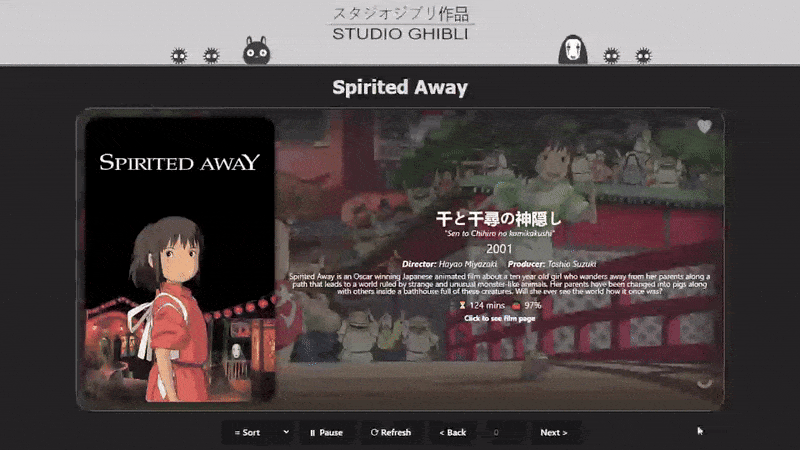 スタジオジブリ作品
STUDIO GHIBLI
Spirited Away
SPIRITED AWAY
千と千尋の神隠し
"Sen to Chihiro no kamikakushi"
2001
Director: Hayao Miyazaki Producer: Toshio Suzuki
Spirited Away is an Oscar winning Japanese animated film about a ten year old girl who wanders away from her parents along a
path that leads to a world ruled by strange and unusual monster-like animals. Her parents have been changed into pigs along
with others inside a bathhouse full of these creatures. Will she ever see the world how it once was?
124 mins 97%
Click to see film page
= Sort
Pause
Refresh
< Back
0
Next >